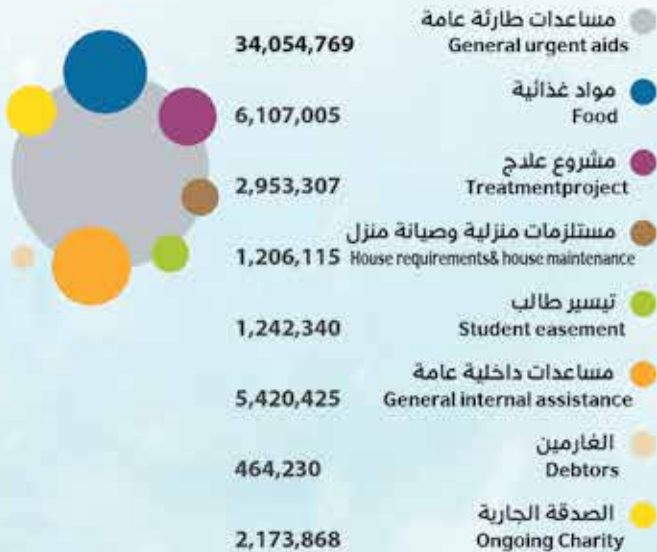 مساعدات طارئة عامة
34,054,769 General urgent aids
مواد غذائية
6,107,005 Food
مشروع علاج
2,953,307 Treatmentproject
مستلزمات منزلية وصيانة منزل
1,206,115 House requirements& house maintenance
تيسير طالب
1,242,340 Student easement
مساعدات داخلية عامة
5,420,425 General internal assistance
الغارمين
464,230 Debtors
الصدقة الجارية
2,173,868 Ongoing Charity